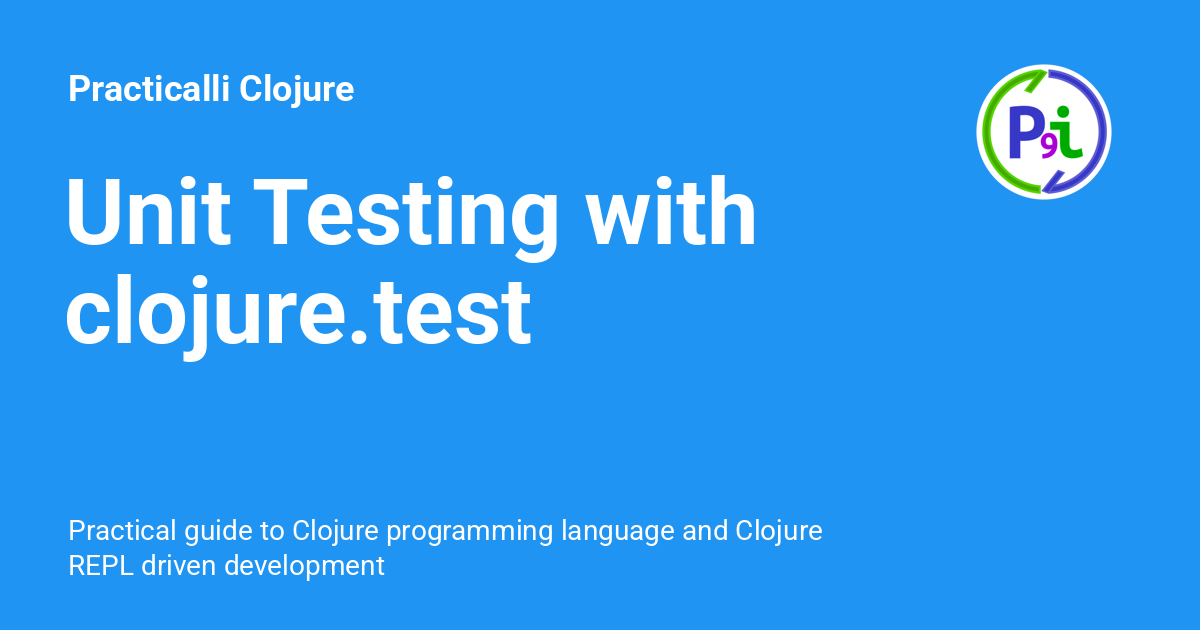 Practicalli Clojure
P9i
Unit Testing with
clojure.test
Practical guide to Clojure programming language and Clojure
REPL driven development